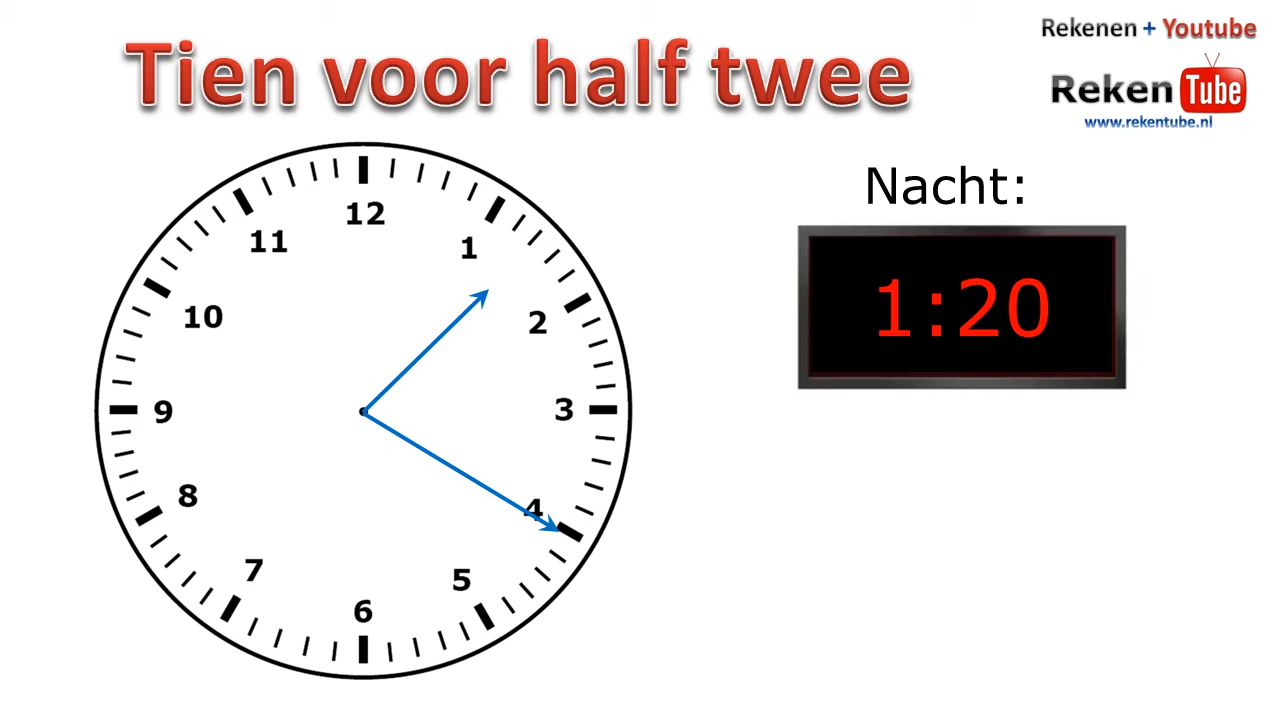 Tien voor half twee
Rekenen + Youtube
Reken Tube
www.rekentube.nl
Nacht:
1:20
12
1
2
3
4
5
6
7
8
9
10
11